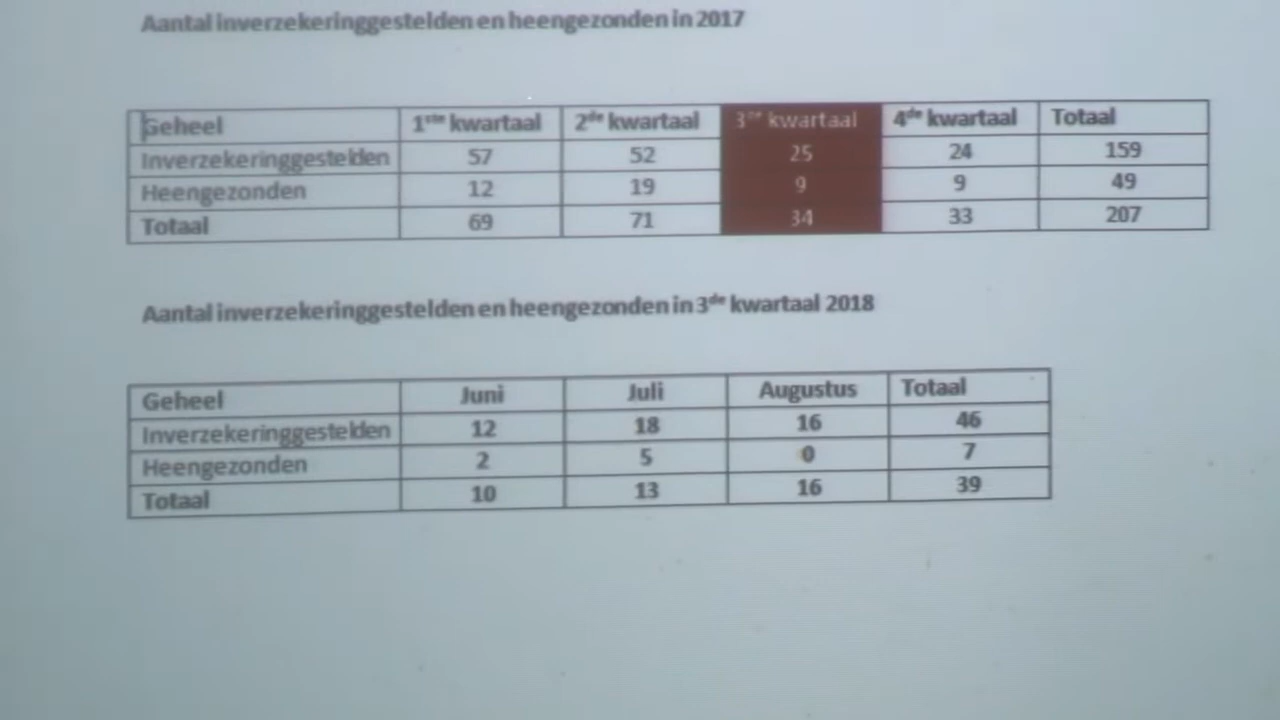 Aantal inverzekeringgestelden en heengezonden in 2017
Geheel 1ste kwartaal 2de kwartaal 3de kwartaal 4de kwartaal Totaal
Inverzekeringgestelden 57 52 25 24 159
Heengezonden 12 19 9 9 49
Totaal 69 71 34 33 207
Aantal inverzekeringgestelden en heengezonden in 3de kwartaal 2018
Geheel Juni Juli Augustus Totaal
Inverzekeringgestelden 12 18 16 46
Heengezonden 2 5 0 7
Totaal 10 13 16 39